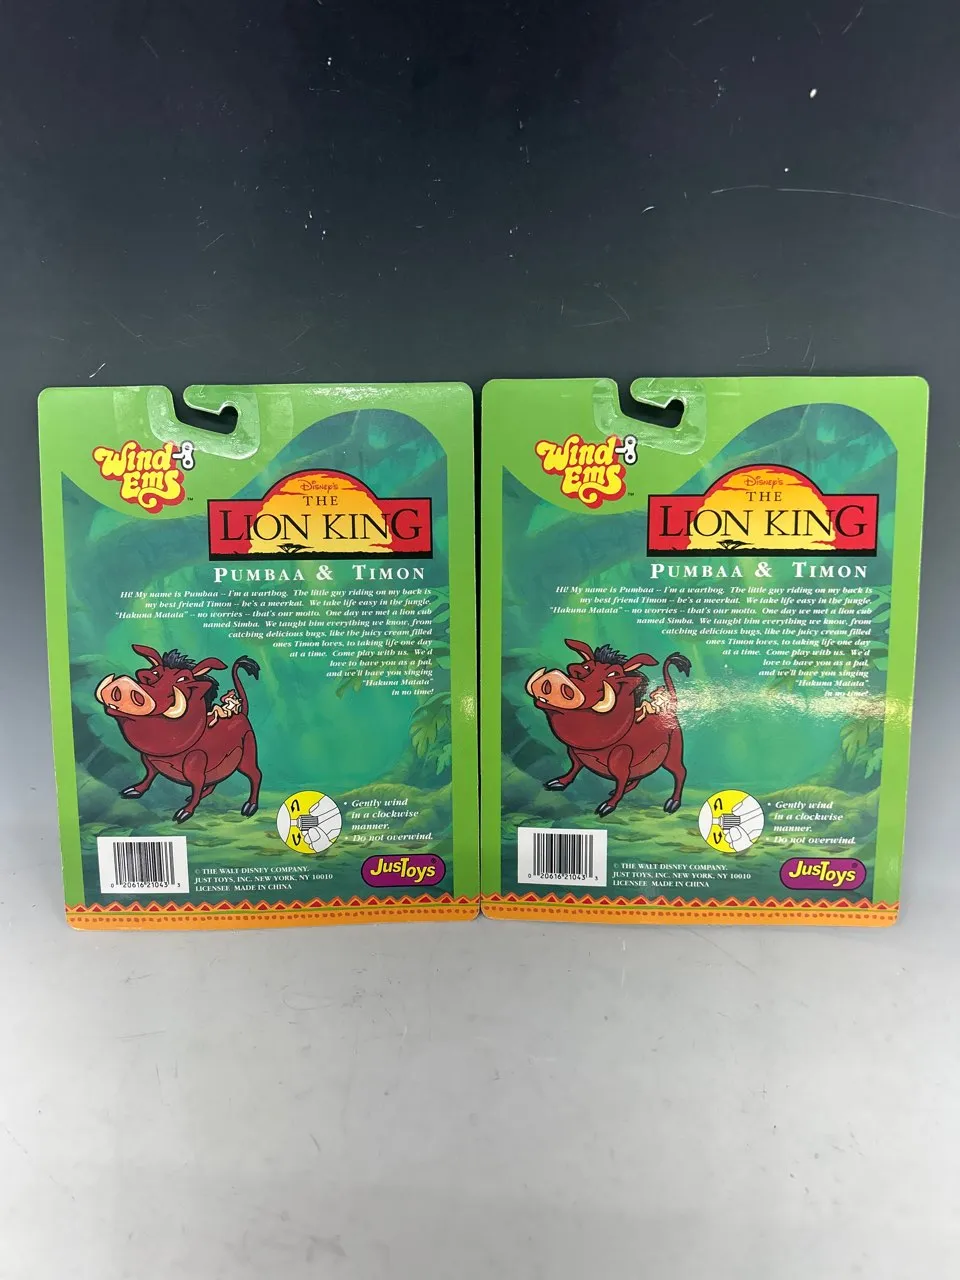 Wind
Ems
™
Disney's
THE
LION KING
PUMBAA & TIMON
Hi! My name is Pumbaa -- I'm a warthog. The little guy riding on my back is
my best friend Timon -- he's a meerkat. We take life easy in the jungle.
"Hakuna Matata" -- no worries -- that's our motto. One day we met a lion cub
named Simba. We taught him everything we know, from
catching delicious bugs, like the juicy cream filled
ones Timon loves, to taking life one day
at a time. Come play with us. We'd
love to have you as a pal,
and we'll have you singing
"Hakuna Matata"
in no time!
• Gently wind
in a clockwise
manner.
• Do not overwind.
0 20616 21043 3
© THE WALT DISNEY COMPANY.
JUST TOYS, INC. NEW YORK, NY 10010
LICENSEE MADE IN CHINA
JusToys®
Wind
Ems
™
Disney's
THE
LION KING
PUMBAA & TIMON
Hi! My name is Pumbaa -- I'm a warthog. The little guy riding on my back is
my best friend Timon -- he's a meerkat. We take life easy in the jungle.
"Hakuna Matata" -- no worries -- that's our motto. One day we met a lion cub
named Simba. We taught him everything we know, from
catching delicious bugs, like the juicy cream filled
ones Timon loves, to taking life one day
at a time. Come play with us. We'd
love to have you as a pal,
and we'll have you singing
"Hakuna Matata"
in no time!
• Gently wind
in a clockwise
manner.
• Do not overwind.
0 20616 21043 3
© THE WALT DISNEY COMPANY.
JUST TOYS, INC. NEW YORK, NY 10010
LICENSEE MADE IN CHINA
JusToys®